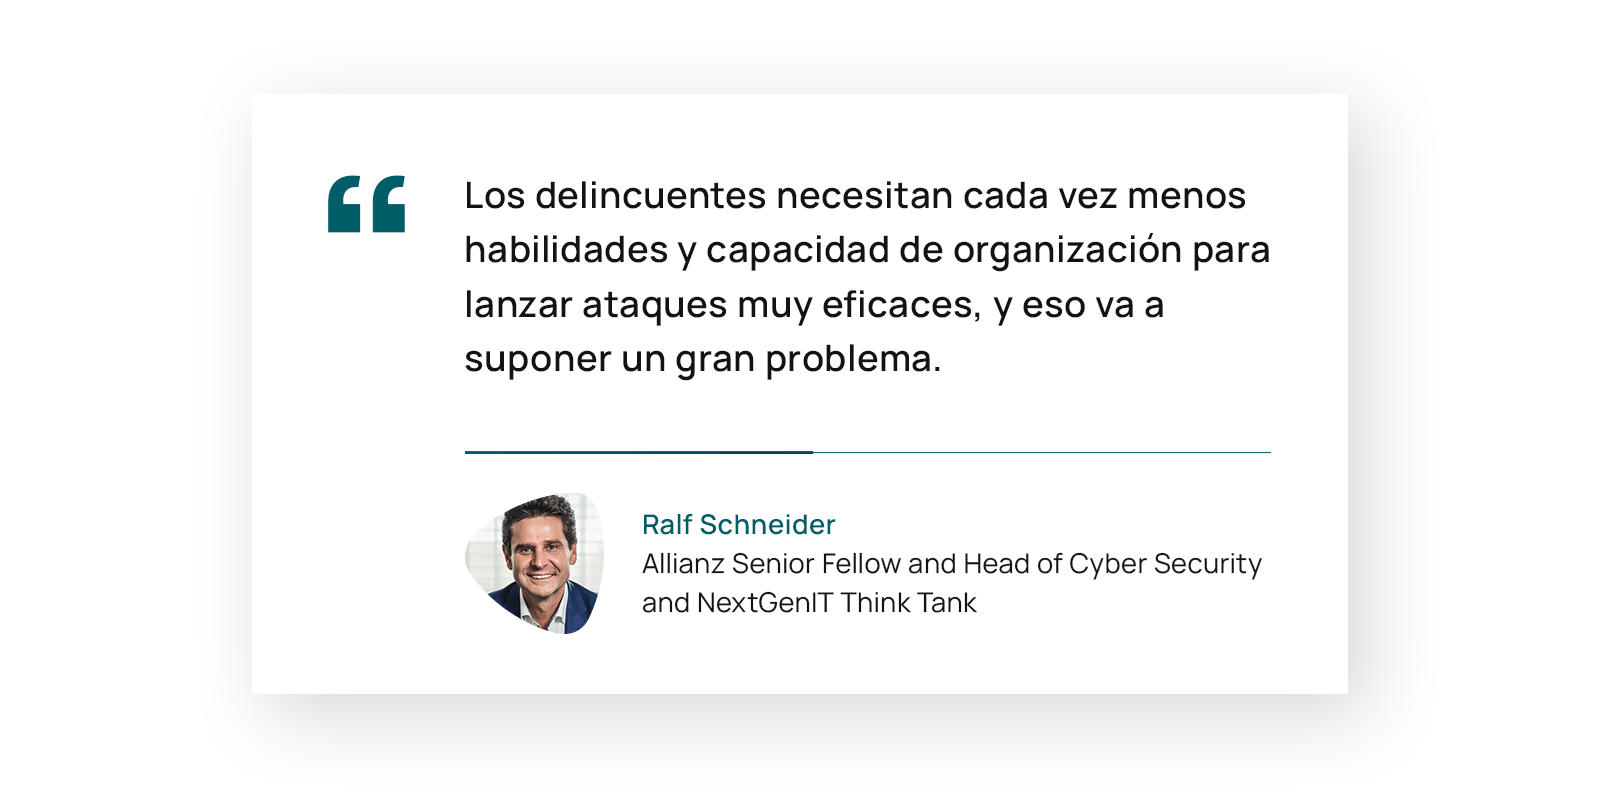 “
Los delincuentes necesitan cada vez menos
habilidades y capacidad de organización para
lanzar ataques muy eficaces, y eso va a
suponer un gran problema.
Ralf Schneider
Allianz Senior Fellow and Head of Cyber Security
and NextGenIT Think Tank